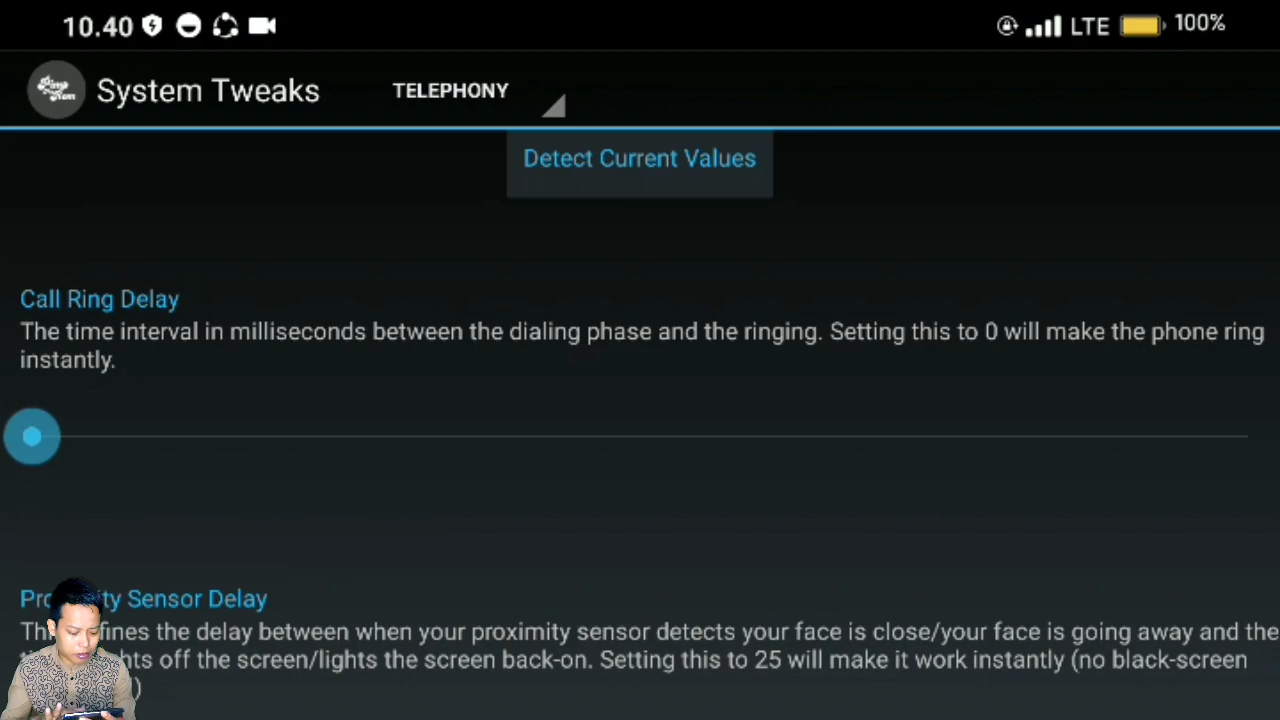 10.40 LTE 100%
System Tweaks TELEPHONY
Detect Current Values
Call Ring Delay
The time interval in milliseconds between the dialing phase and the ringing. Setting this to 0 will make the phone ring
instantly.
ty Sensor Delay
fines the delay between when your proximity sensor detects your face is close/your face is going away and the
hts off the screen/lights the screen back-on. Setting this to 25 will make it work instantly (no black-screen
)